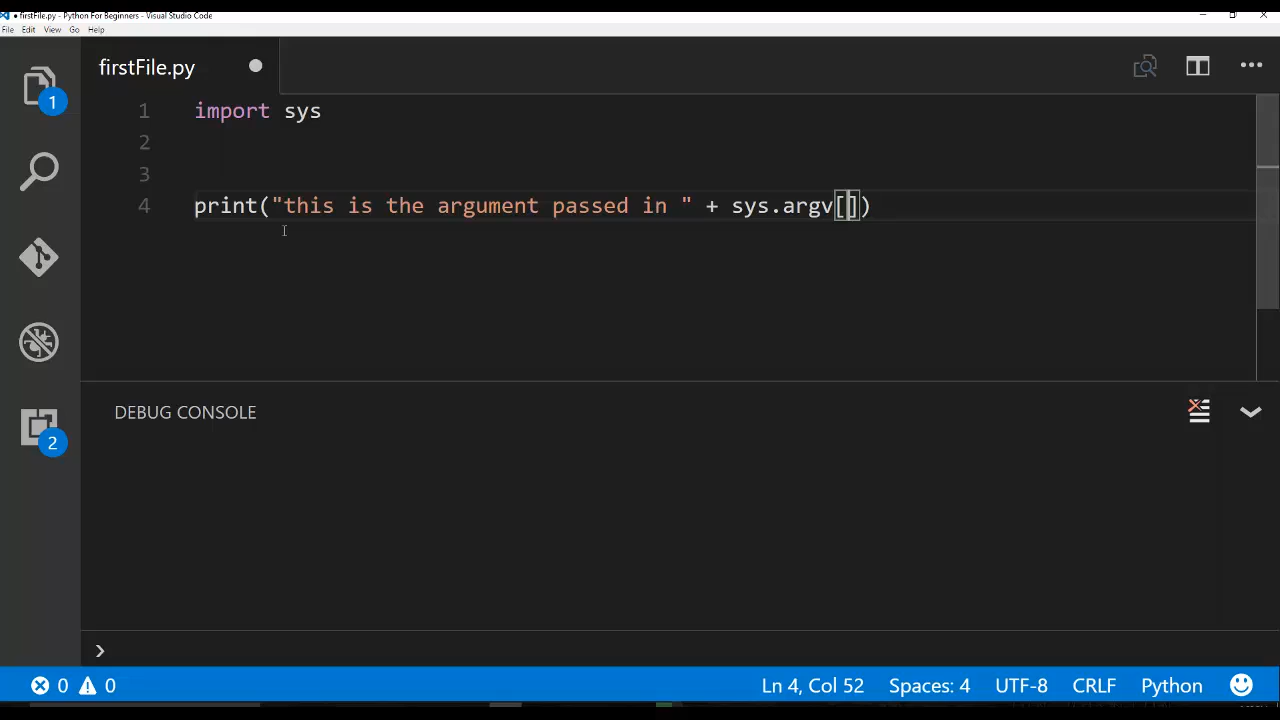 firstFile.py - Python For Beginners - Visual Studio Code
File Edit View Go Help
firstFile.py
1 import sys
2
3
4 print("this is the argument passed in " + sys.argv[])
1
2
DEBUG CONSOLE
0 0 Ln 4, Col 52 Spaces: 4 UTF-8 CRLF Python